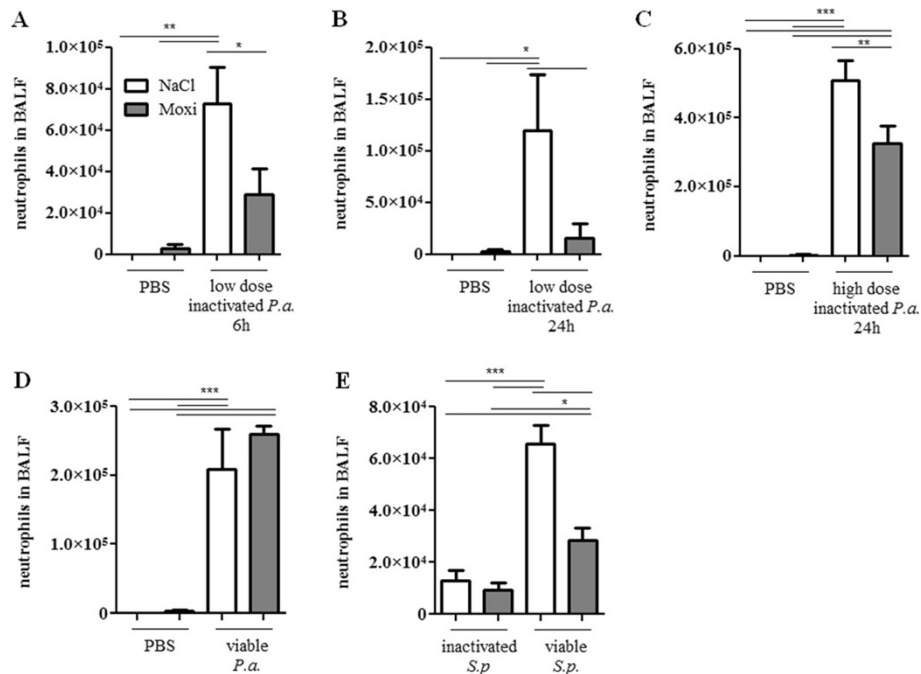 A
**
*
neutrophils in BALF
1.0×10⁵
8.0×10⁴
6.0×10⁴
4.0×10⁴
2.0×10⁴
0
NaCl
Moxi
PBS
low dose
inactivated P.a.
6h
B
*
neutrophils in BALF
2.0×10⁵
1.5×10⁵
1.0×10⁵
5.0×10⁴
0
PBS
low dose
inactivated P.a.
24h
C
***
**
neutrophils in BALF
6.0×10⁵
4.0×10⁵
2.0×10⁵
0
PBS
high dose
inactivated P.a.
24h
D
***
neutrophils in BALF
3.0×10⁵
2.0×10⁵
1.0×10⁵
0
PBS
viable
P.a.
E
***
*
neutrophils in BALF
8.0×10⁴
6.0×10⁴
4.0×10⁴
2.0×10⁴
0
inactivated
S.p
viable
S.p.